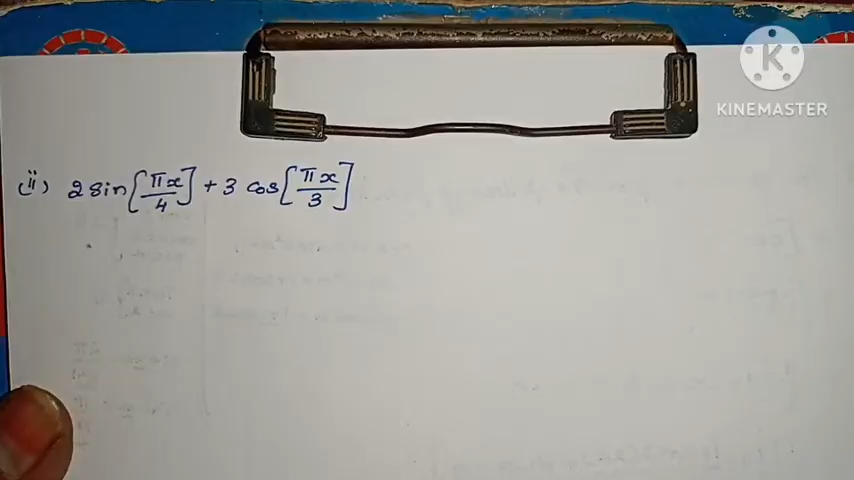 K
KINEMASTER
(ii) 2 sin [πx/4] + 3 cos [πx/3]